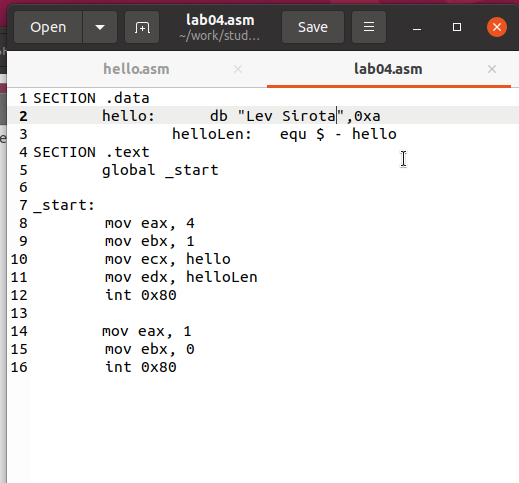 Open
lab04.asm
~/work/stud...
Save
hello.asm
lab04.asm
1 SECTION .data
2 hello: db "Lev Sirota",0xa
3 helloLen: equ $ - hello
4 SECTION .text
5 global _start
6
7 _start:
8 mov eax, 4
9 mov ebx, 1
10 mov ecx, hello
11 mov edx, helloLen
12 int 0x80
13
14 mov eax, 1
15 mov ebx, 0
16 int 0x80